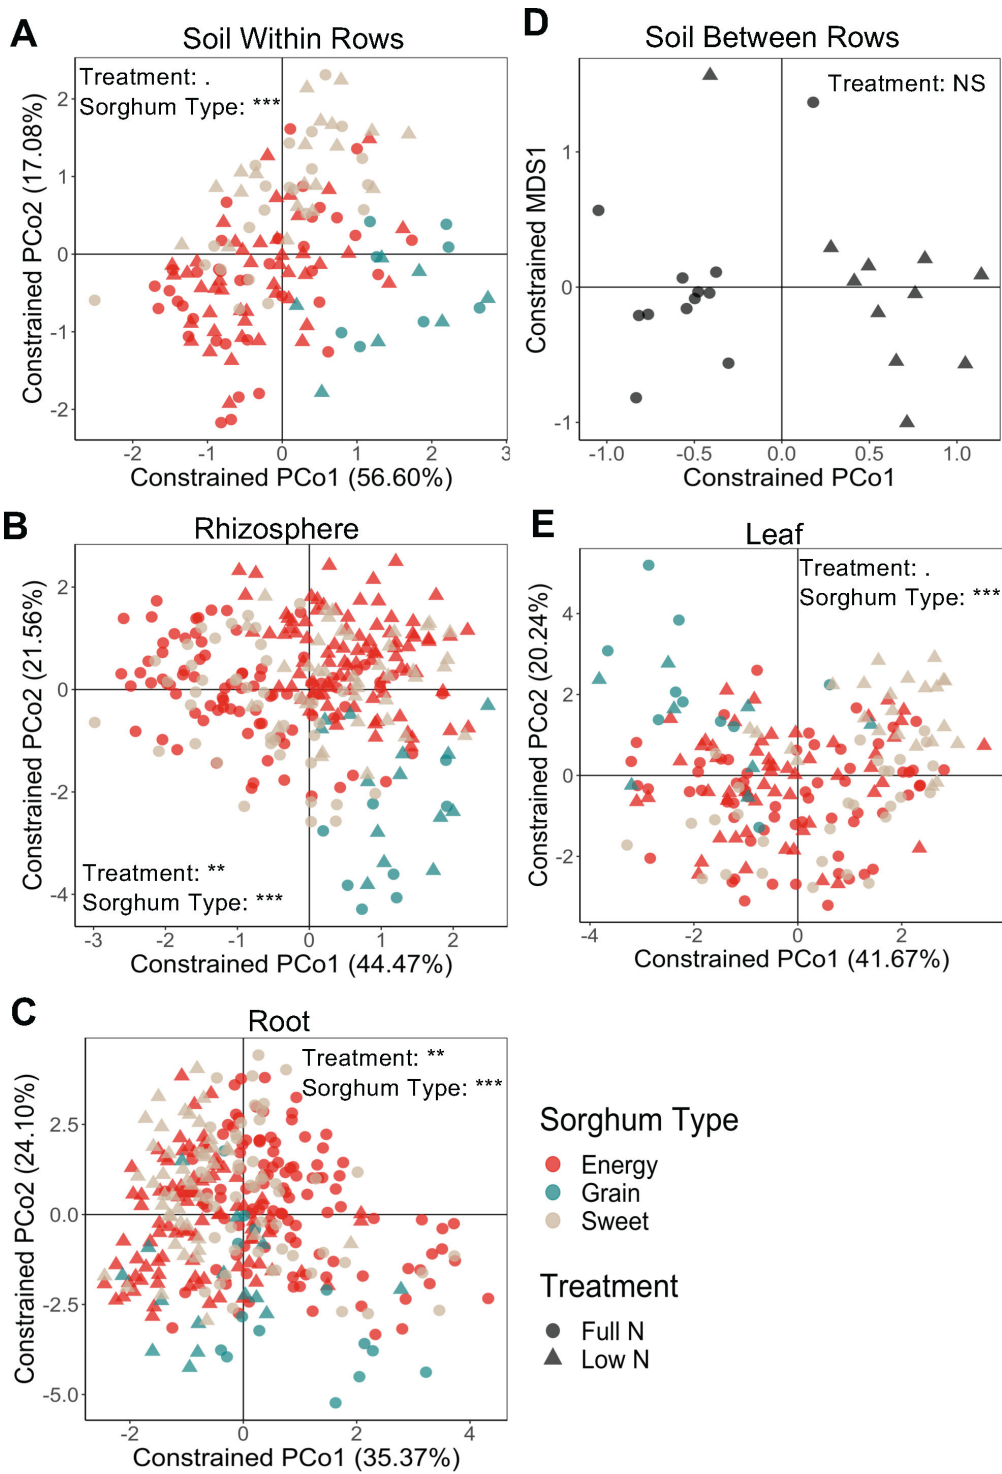 A
Soil Within Rows
Treatment: .
Sorghum Type: ***
Constrained PCo2 (17.08%)
2
1
0
-1
-2
-2
-1
0
1
2
3
Constrained PCo1 (56.60%)
D
Soil Between Rows
Treatment: NS
Constrained MDS1
1
0
-1
-1.0
-0.5
0.0
0.5
1.0
Constrained PCo1
B
Rhizosphere
Constrained PCo2 (21.56%)
2
0
-2
-4
Treatment: **
Sorghum Type: ***
-3
-2
-1
0
1
2
Constrained PCo1 (44.47%)
E
Leaf
Treatment: .
Sorghum Type: ***
Constrained PCo2 (20.24%)
4
2
0
-2
-4
-2
0
2
Constrained PCo1 (41.67%)
C
Root
Treatment: **
Sorghum Type: ***
Constrained PCo2 (24.10%)
2.5
0.0
-2.5
-5.0
-2
0
2
4
Constrained PCo1 (35.37%)
Sorghum Type
Energy
Grain
Sweet
Treatment
Full N
Low N